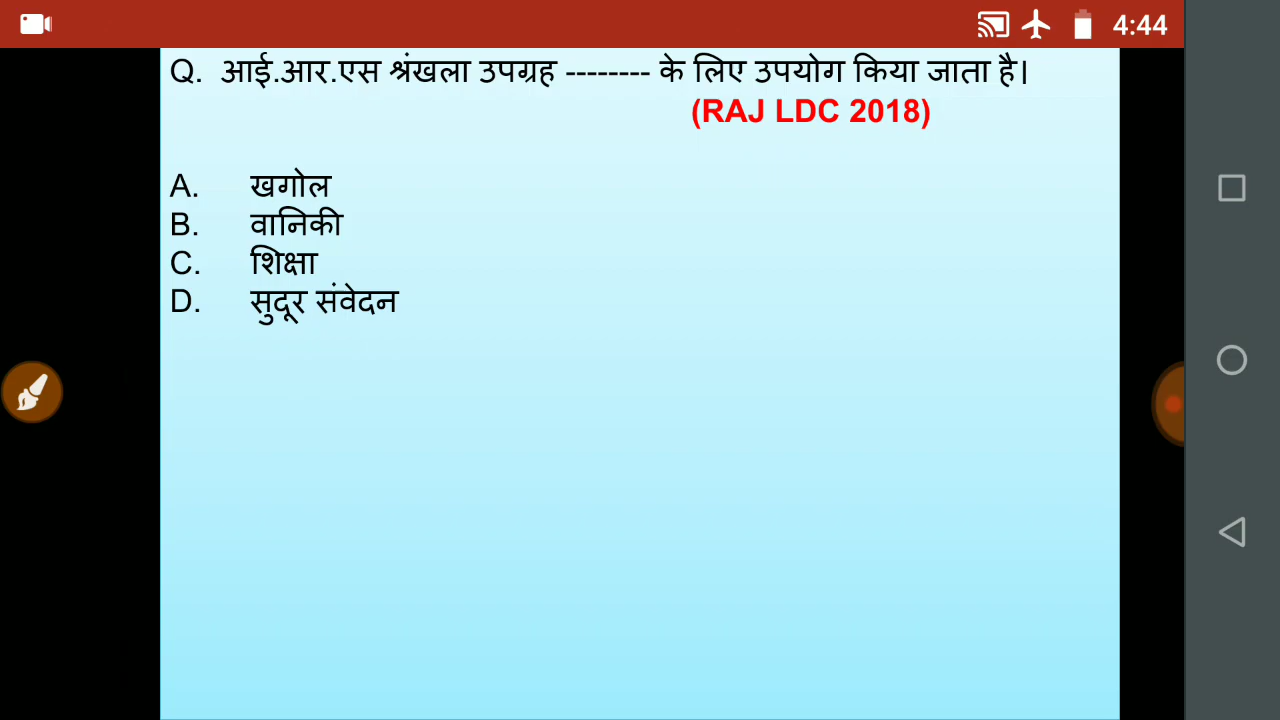 4:44
Q. आई.आर.एस श्रंखला उपग्रह -------- के लिए उपयोग किया जाता है।
(RAJ LDC 2018)
A. खगोल
B. वानिकी
C. शिक्षा
D. सुदूर संवेदन